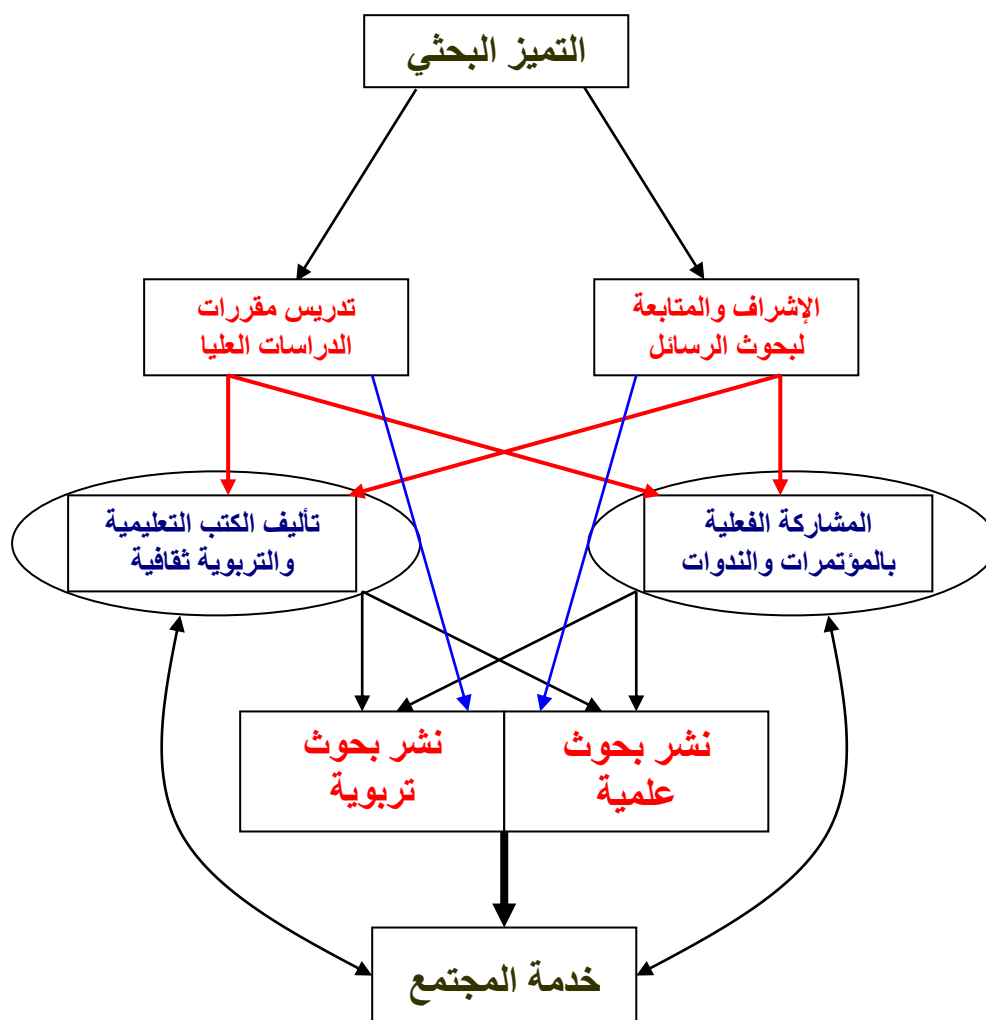 التميز البحثي
الإشراف والمتابعة
لبحوث الرسائل
تدريس مقررات
الدراسات العليا
المشاركة الفعلية
بالمؤتمرات والندوات
تأليف الكتب التعليمية
والتربوية ثقافية
نشر بحوث
علمية
نشر بحوث
تربوية
خدمة المجتمع